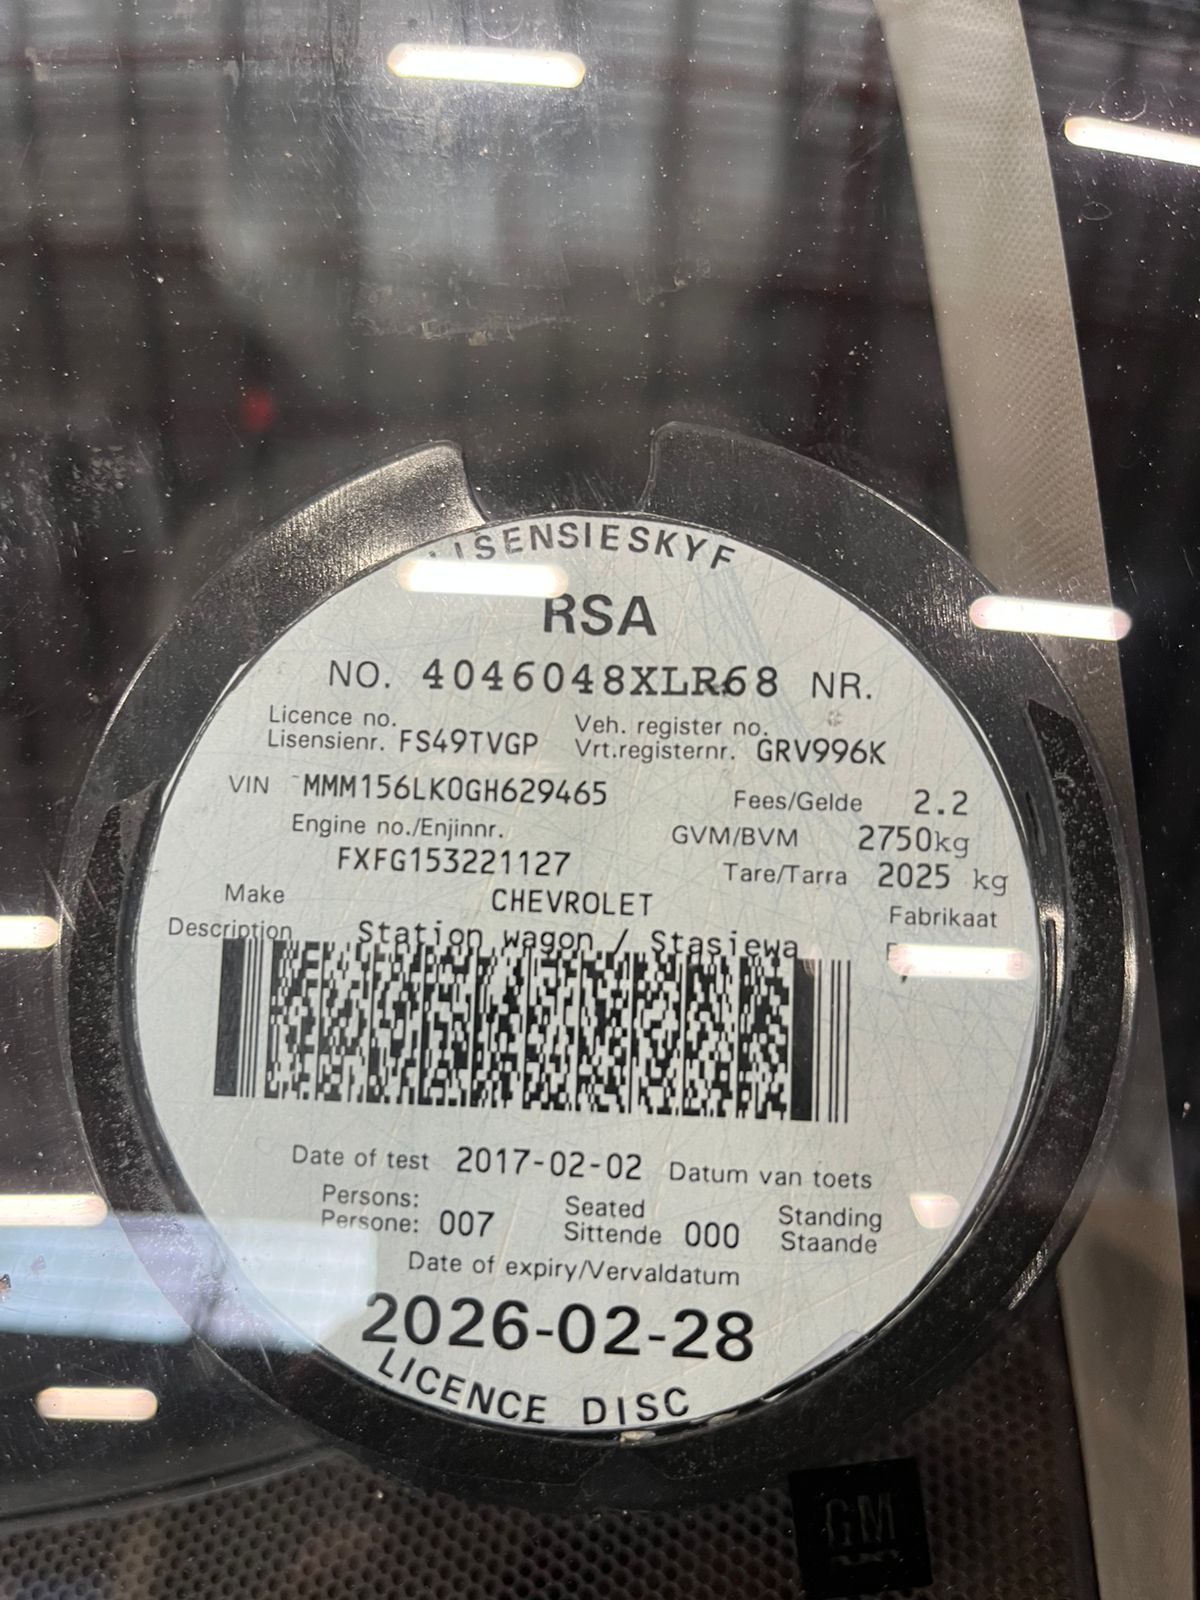 LISENSIESKYF
RSA
NO. 4046048XLR68 NR.
Licence no. Veh. register no.
Lisensienr. FS49TVGP Vrt.registernr. GRV996K
VIN MMM156LK0GH629465 Fees/Gelde 2.2
Engine no./Enjinnr. GVM/BVM 2750kg
FXFG153221127 Tare/Tarra 2025 kg
Make CHEVROLET Fabrikaat
Description Station wagon / Stasiewa
Date of test 2017-02-02 Datum van toets
Persons: Seated Standing
Persone: 007 Sittende 000 Staande
Date of expiry/Vervaldatum
2026-02-28
LICENCE DISC
GM